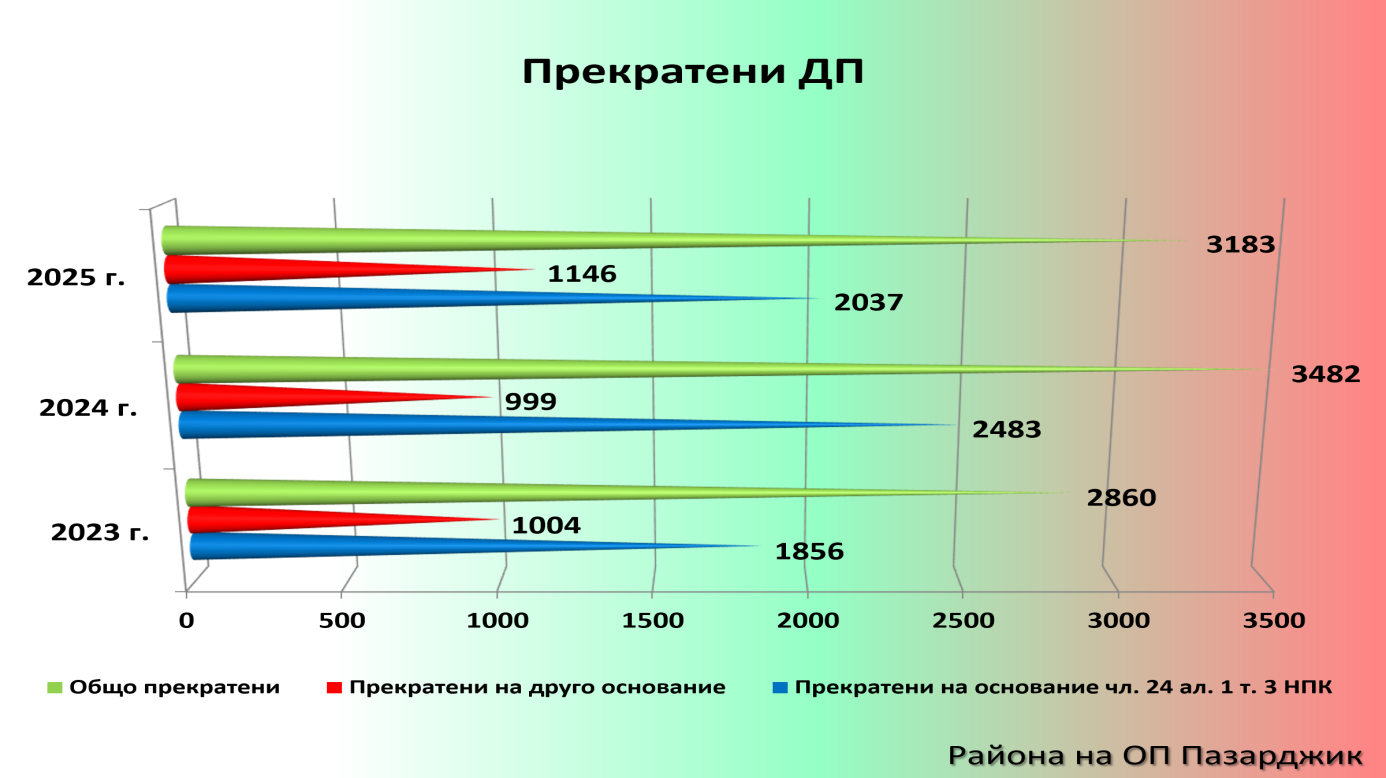 Прекратени ДП
2025 г.
3183
1146
2037
2024 г.
3482
999
2483
2023 г.
2860
1004
1856
0 500 1000 1500 2000 2500 3000 3500
Общо прекратени Прекратени на друго основание Прекратени на основание чл. 24 ал. 1 т. 3 НПК
Района на ОП Пазарджик